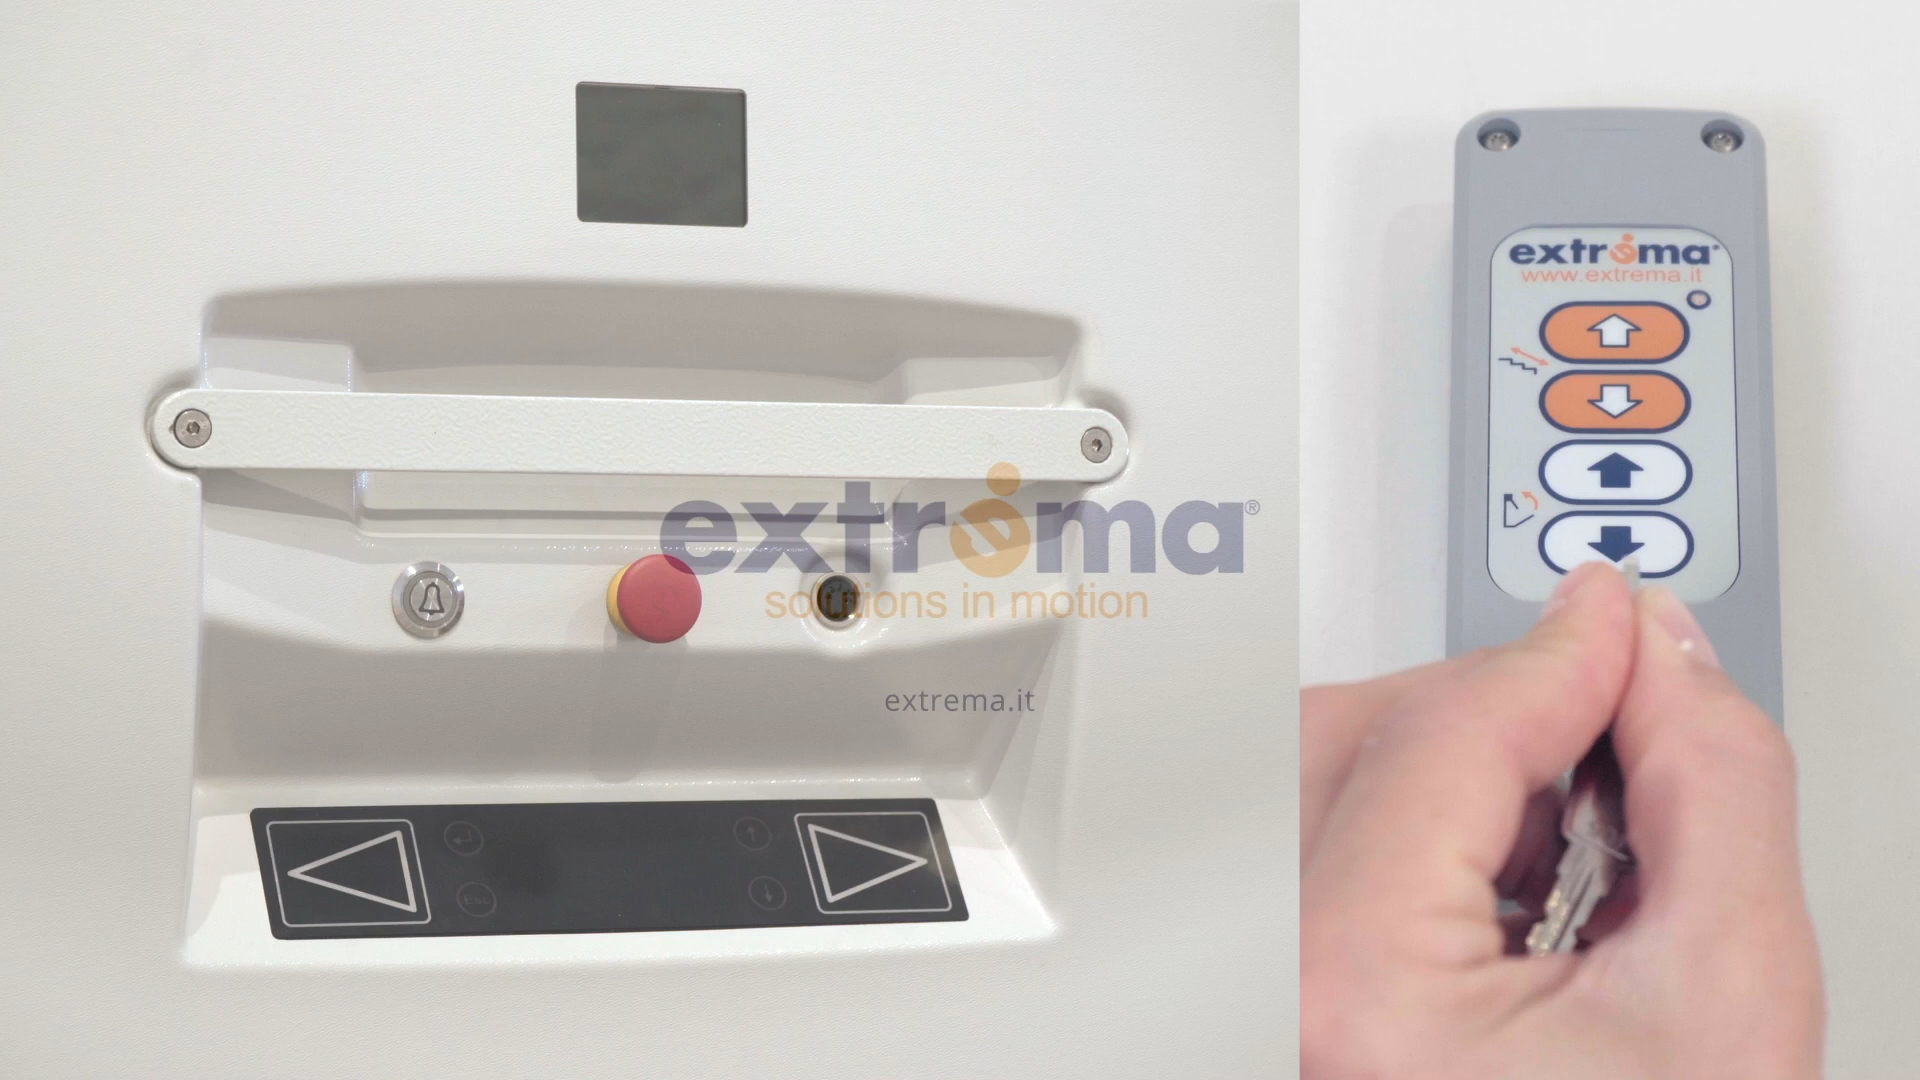 extrema®
solutions in motion
extrema.it
Esc
extrema®
www.extrema.it